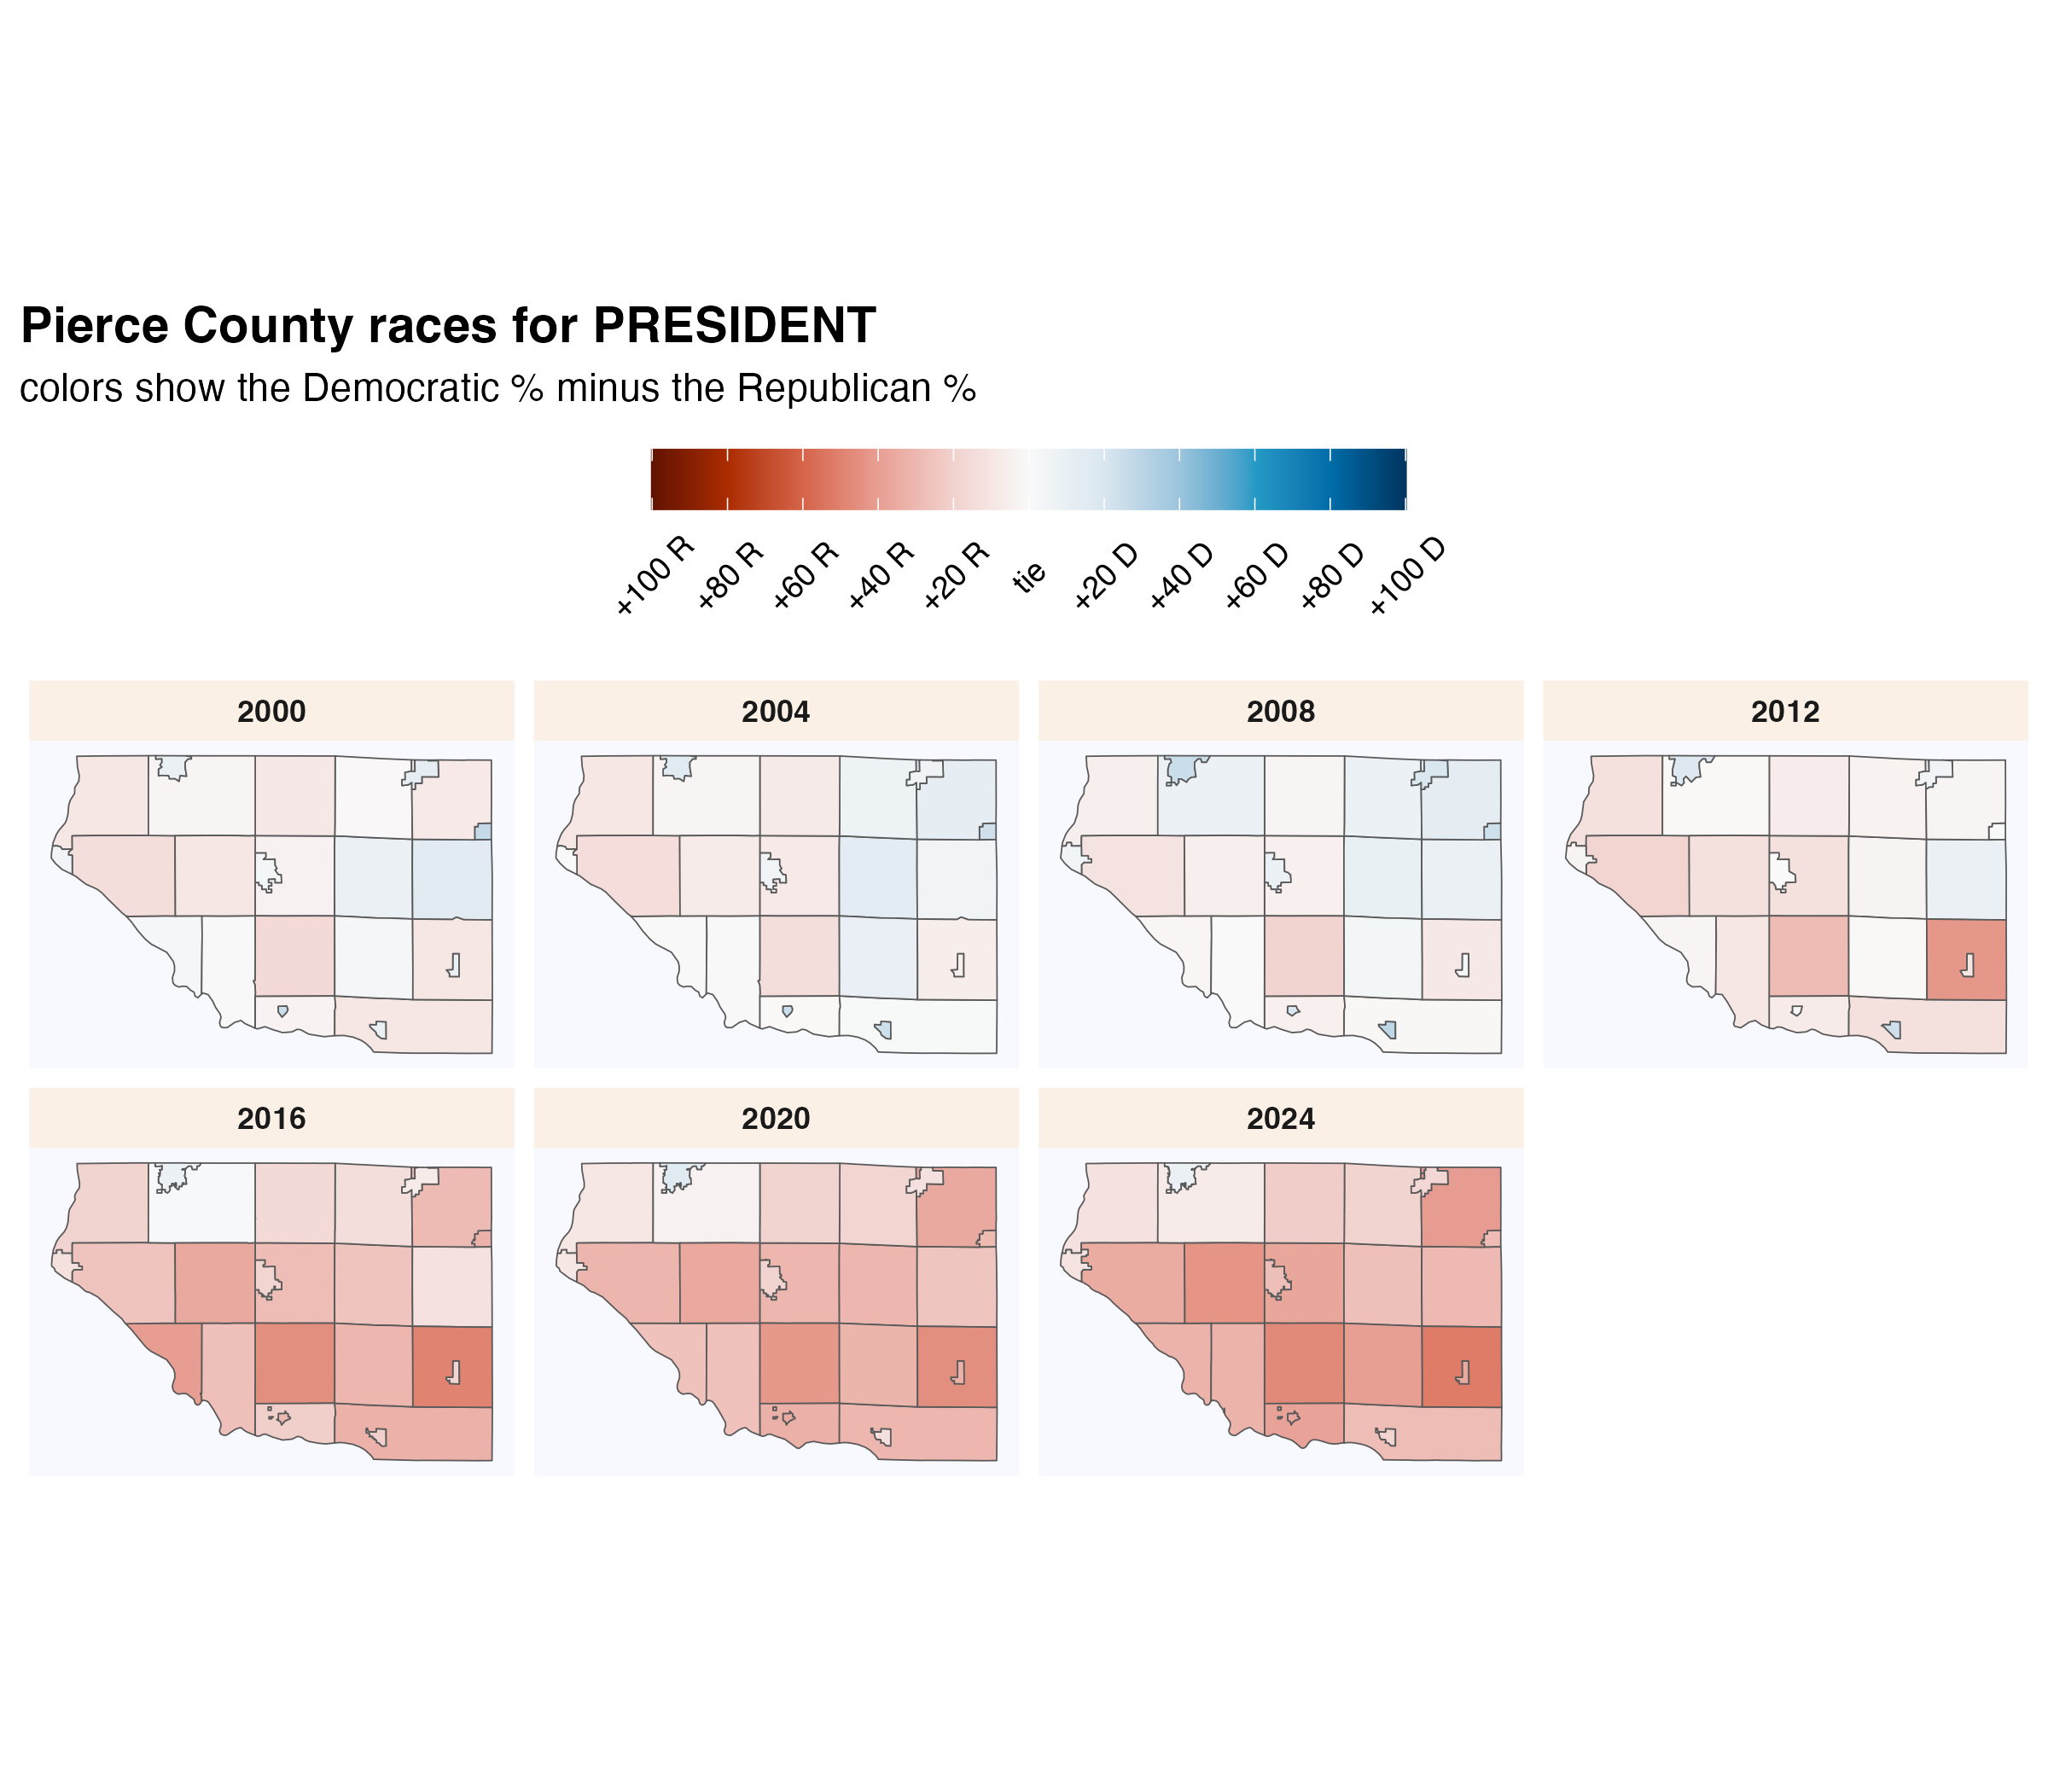 Pierce County races for PRESIDENT
colors show the Democratic % minus the Republican %
+100 R
+80 R
+60 R
+40 R
+20 R
tie
+20 D
+40 D
+60 D
+80 D
+100 D
2000
2004
2008
2012
2016
2020
2024